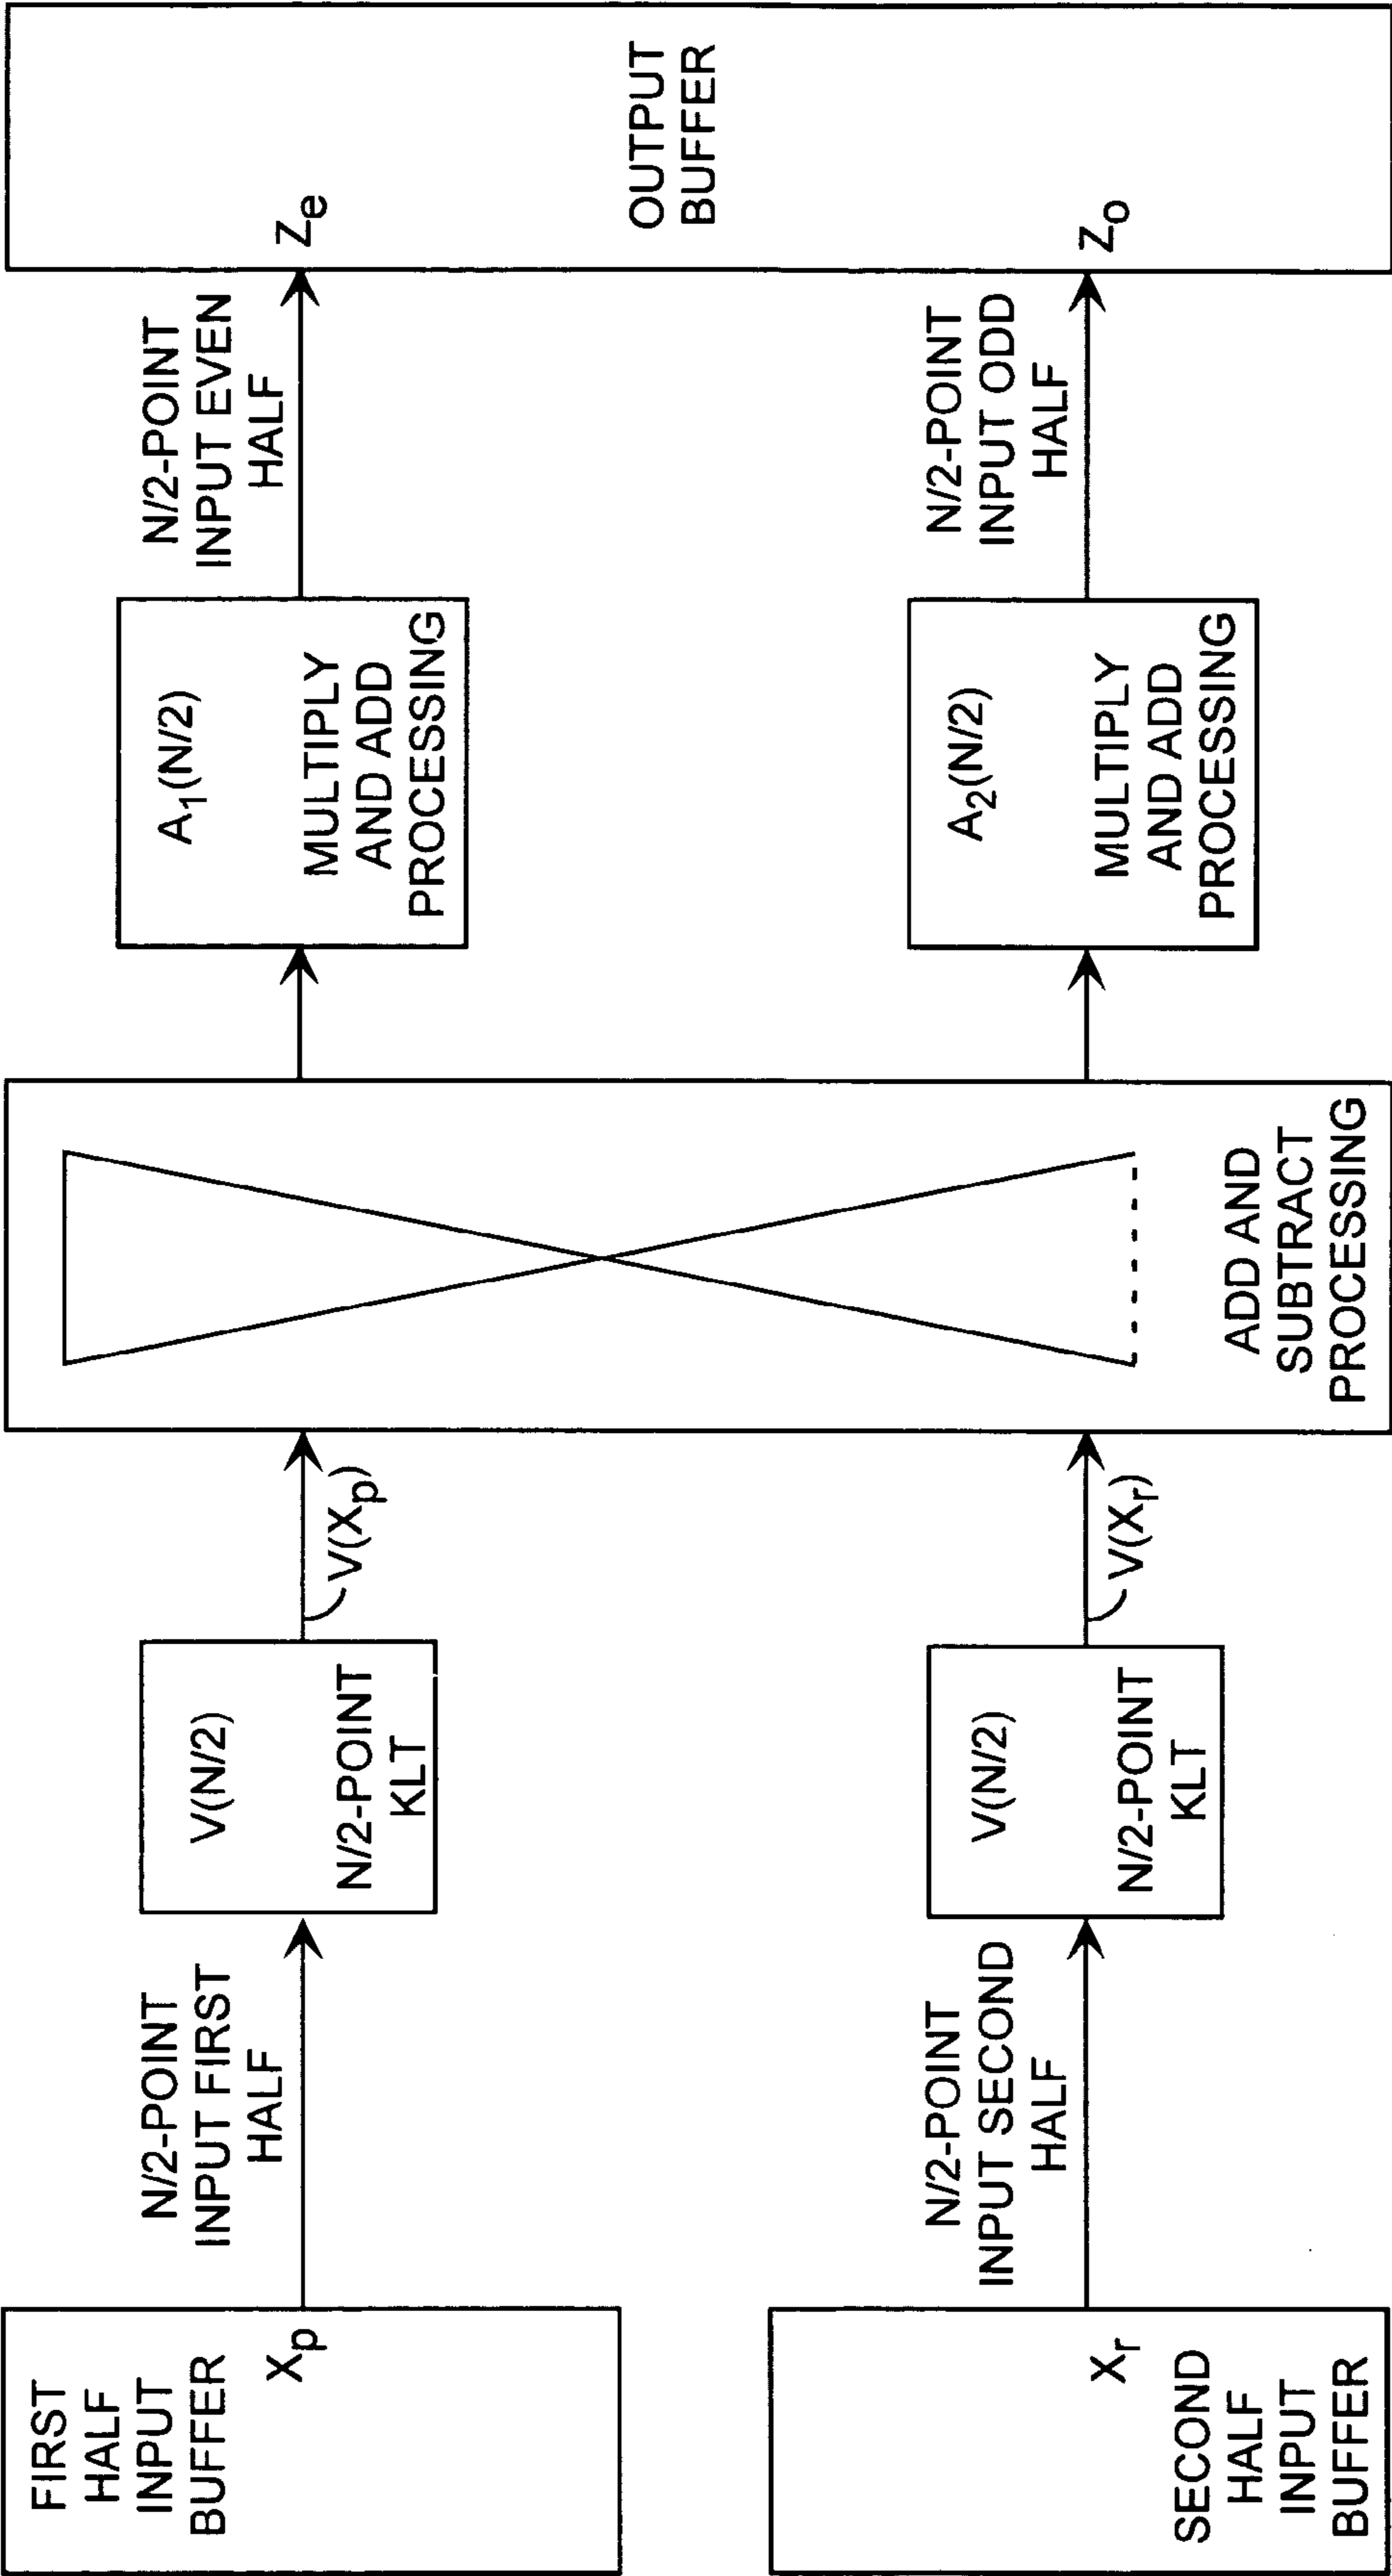 FIRST
HALF
INPUT
BUFFER
Xp
N/2-POINT
INPUT FIRST
HALF
V(N/2)
N/2-POINT
KLT
V(Xp)
A1(N/2)
MULTIPLY
AND ADD
PROCESSING
N/2-POINT
INPUT EVEN
HALF
Ze
OUTPUT
BUFFER
ADD AND
SUBTRACT
PROCESSING
Xr
SECOND
HALF
INPUT
BUFFER
N/2-POINT
INPUT SECOND
HALF
V(N/2)
N/2-POINT
KLT
V(Xr)
A2(N/2)
MULTIPLY
AND ADD
PROCESSING
N/2-POINT
INPUT ODD
HALF
Zo